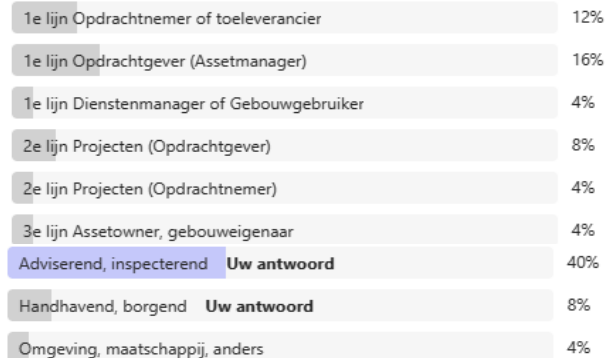 1e lijn Opdrachtnemer of toeleverancier 12%
1e lijn Opdrachtgever (Assetmanager) 16%
1e lijn Dienstenmanager of Gebouwgebruiker 4%
2e lijn Projecten (Opdrachtgever) 8%
2e lijn Projecten (Opdrachtnemer) 4%
3e lijn Assetowner, gebouweigenaar 4%
Adviserend, inspecterend Uw antwoord 40%
Handhavend, borgend Uw antwoord 8%
Omgeving, maatschappij, anders 4%